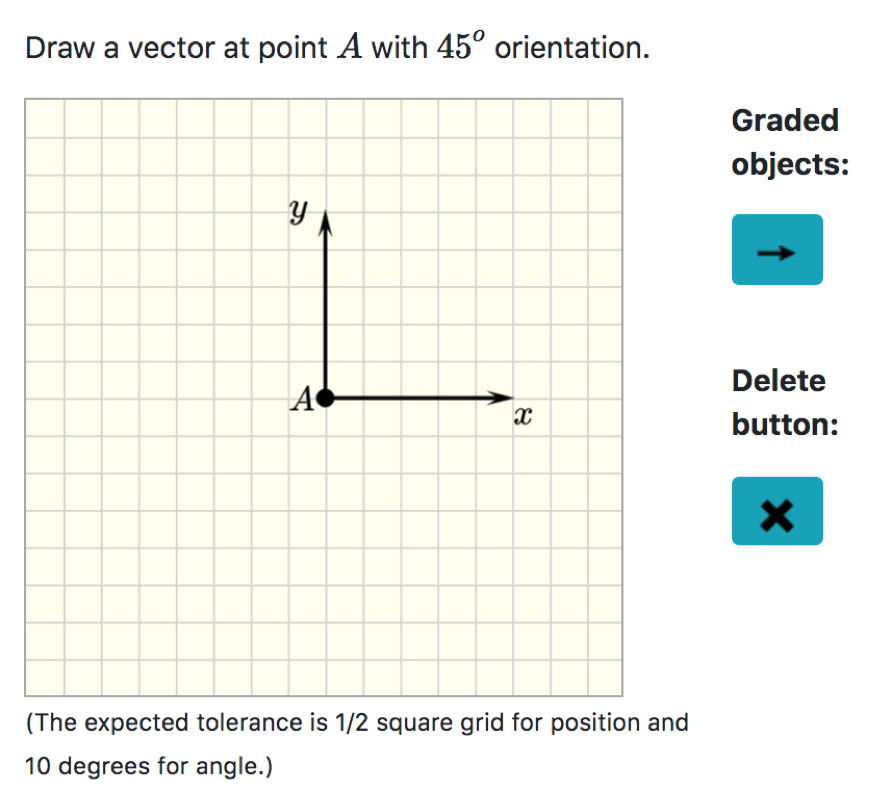 Draw a vector at point A with 45° orientation.
Graded
objects:
y
A
x
Delete
button:
(The expected tolerance is 1/2 square grid for position and
10 degrees for angle.)